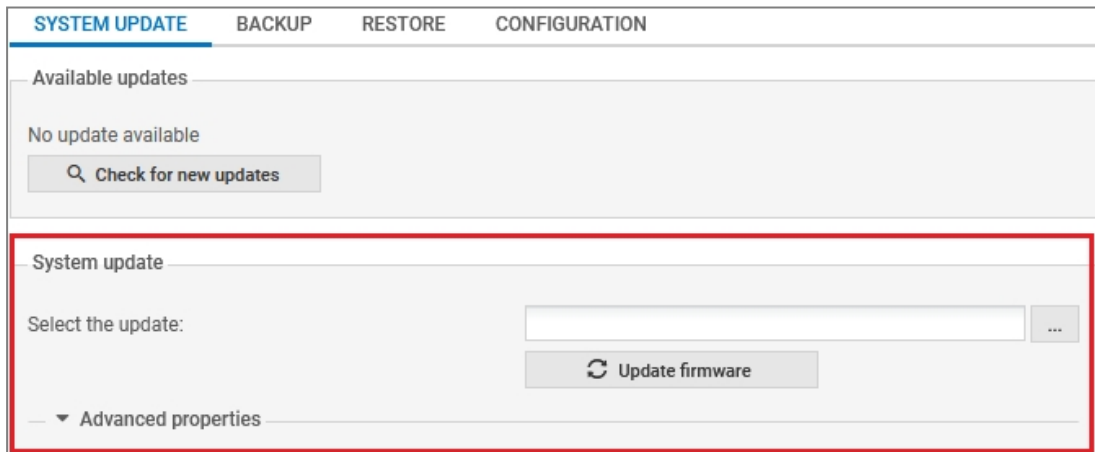 SYSTEM UPDATE BACKUP RESTORE CONFIGURATION
Available updates
No update available
Check for new updates
System update
Select the update: ...
Update firmware
Advanced properties